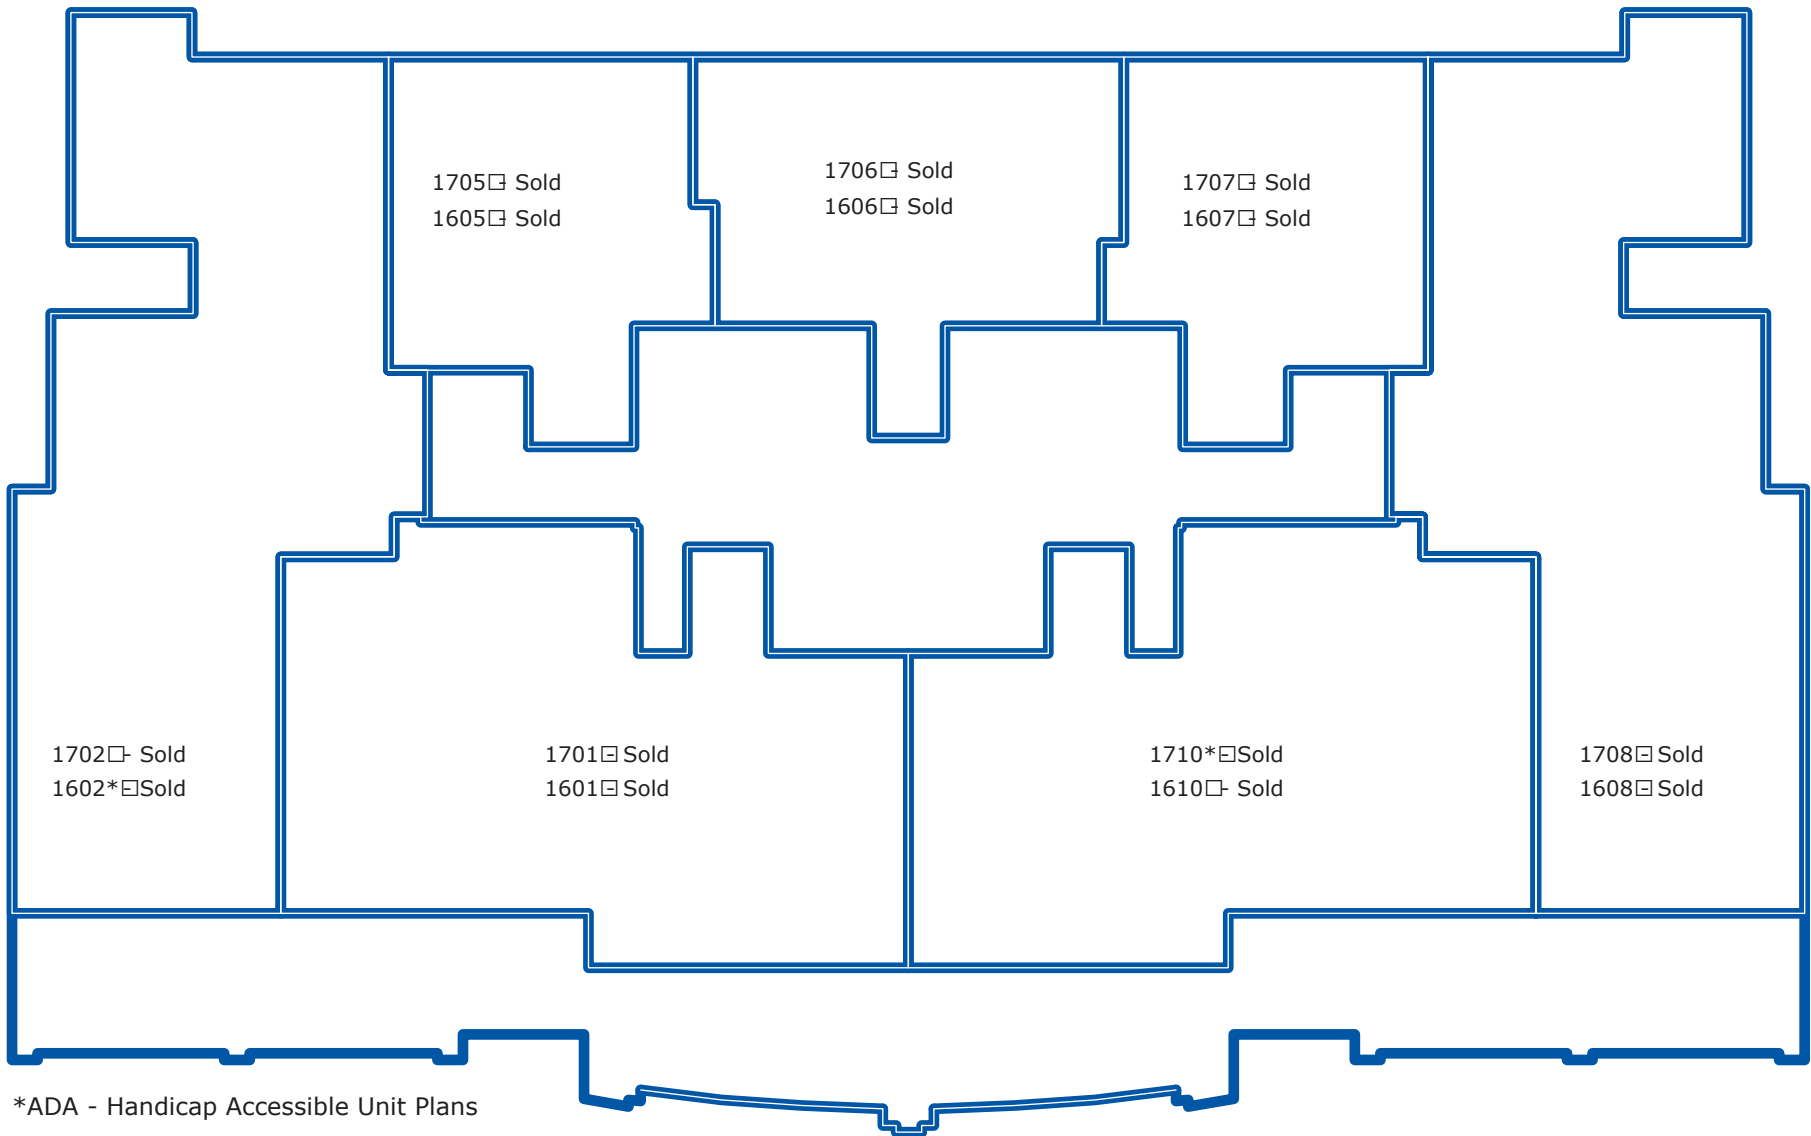 1705□- Sold
1605□- Sold
1706□- Sold
1606□- Sold
1707□- Sold
1607□- Sold
1702□- Sold
1602*□-Sold
1701□- Sold
1601□- Sold
1710*□-Sold
1610□- Sold
1708□- Sold
1608□- Sold
*ADA - Handicap Accessible Unit Plans